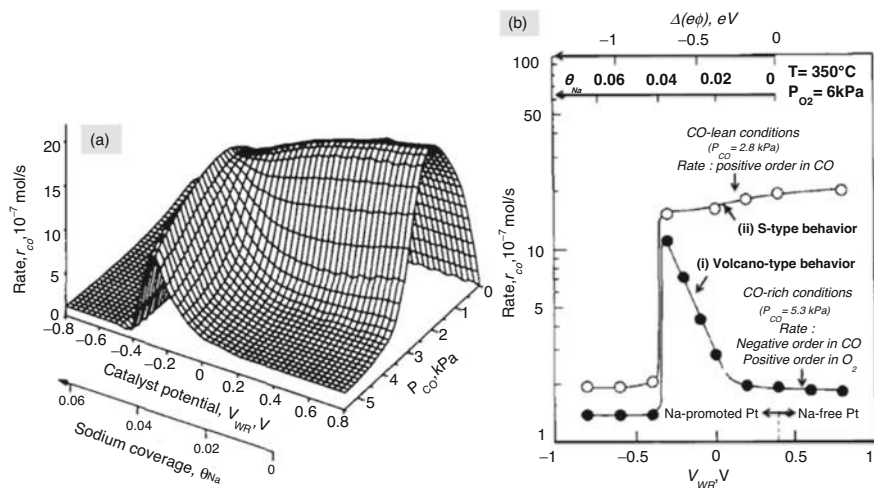 (a)
20
15
10
5
0
Rate, r_co, 10⁻⁷ mol/s
−0.8
−0.6
−0.4
−0.2
0
0.2
0.4
0.6
0.8
Catalyst potential, V_WR, V
0
1
2
3
4
5
P_CO, kPa
0.06
0.04
0.02
0
Sodium coverage, θ_Na
(b)
Δ(eϕ), eV
−1
−0.5
0
θ_Na 0.06 0.04 0.02 0
T= 350°C
P_O2 = 6kPa
100
50
10
5
1
Rate, r_co, 10⁻⁷ mol/s
CO-lean conditions
(P_CO = 2.8 kPa)
Rate : positive order in CO
(ii) S-type behavior
(i) Volcano-type behavior
CO-rich conditions
(P_CO = 5.3 kPa)
Rate :
Negative order in CO
Positive order in O₂
Na-promoted Pt
Na-free Pt
−1
−0.5
0
0.5
1
V_WR, V